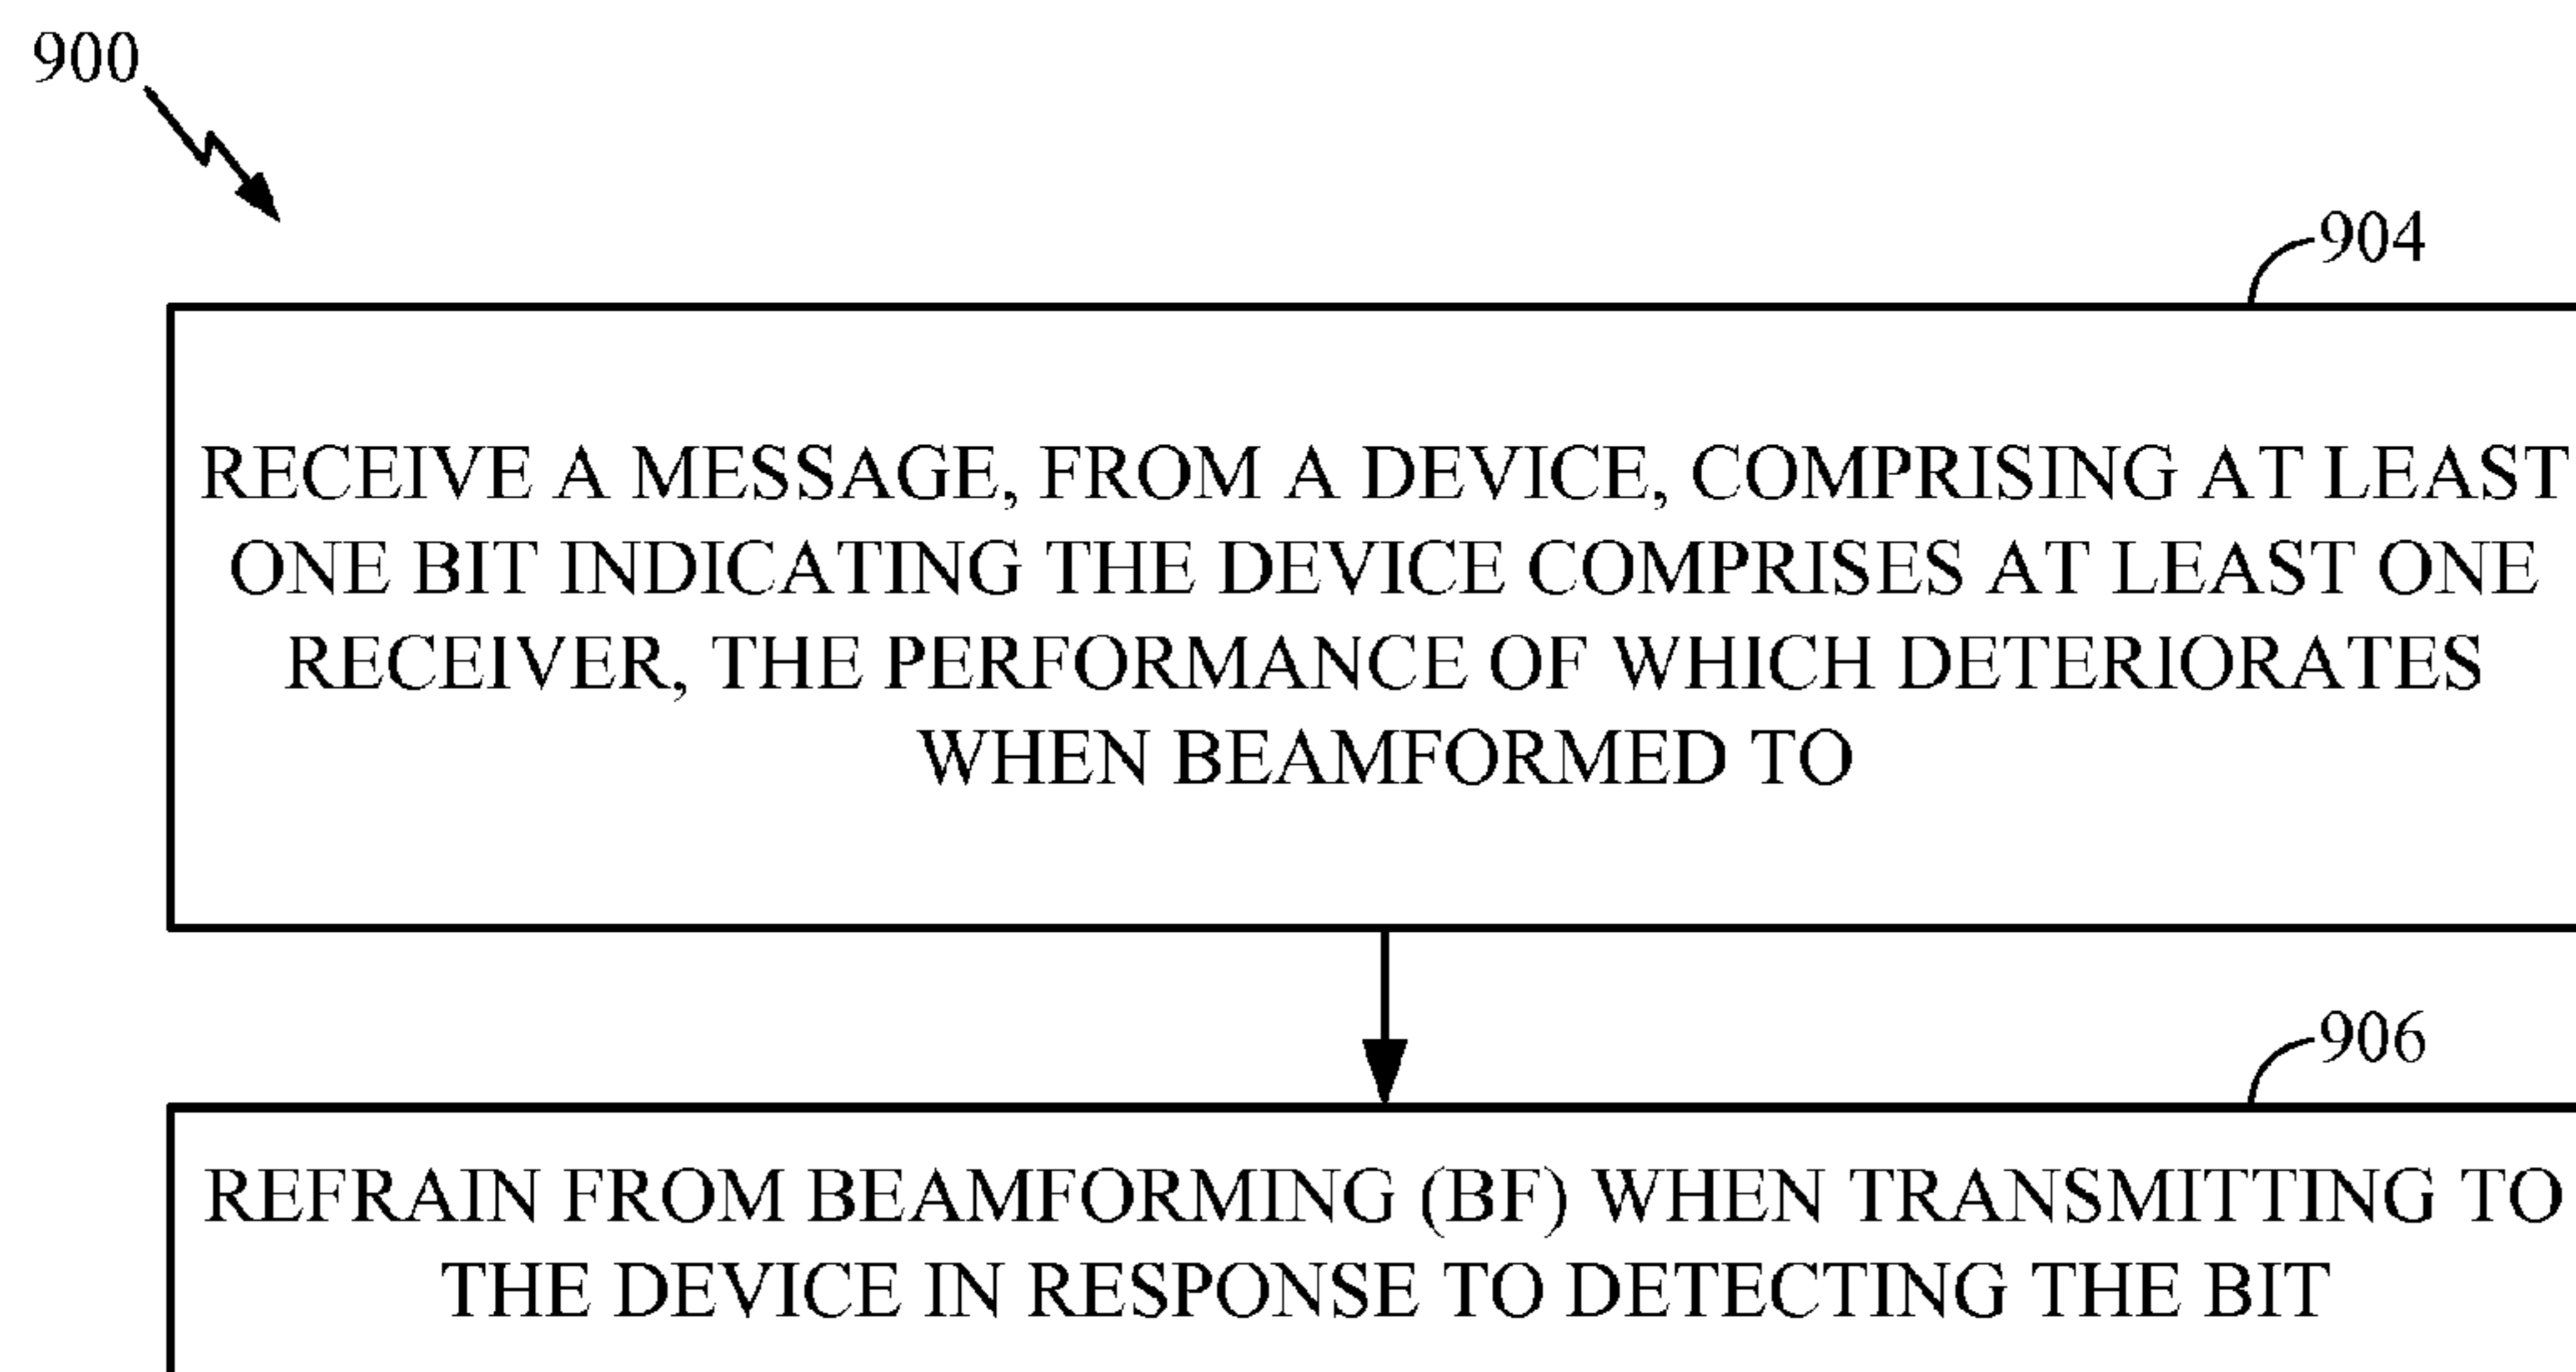 900
904
RECEIVE A MESSAGE, FROM A DEVICE, COMPRISING AT LEAST
ONE BIT INDICATING THE DEVICE COMPRISES AT LEAST ONE
RECEIVER, THE PERFORMANCE OF WHICH DETERIORATES
WHEN BEAMFORMED TO
906
REFRAIN FROM BEAMFORMING (BF) WHEN TRANSMITTING TO
THE DEVICE IN RESPONSE TO DETECTING THE BIT